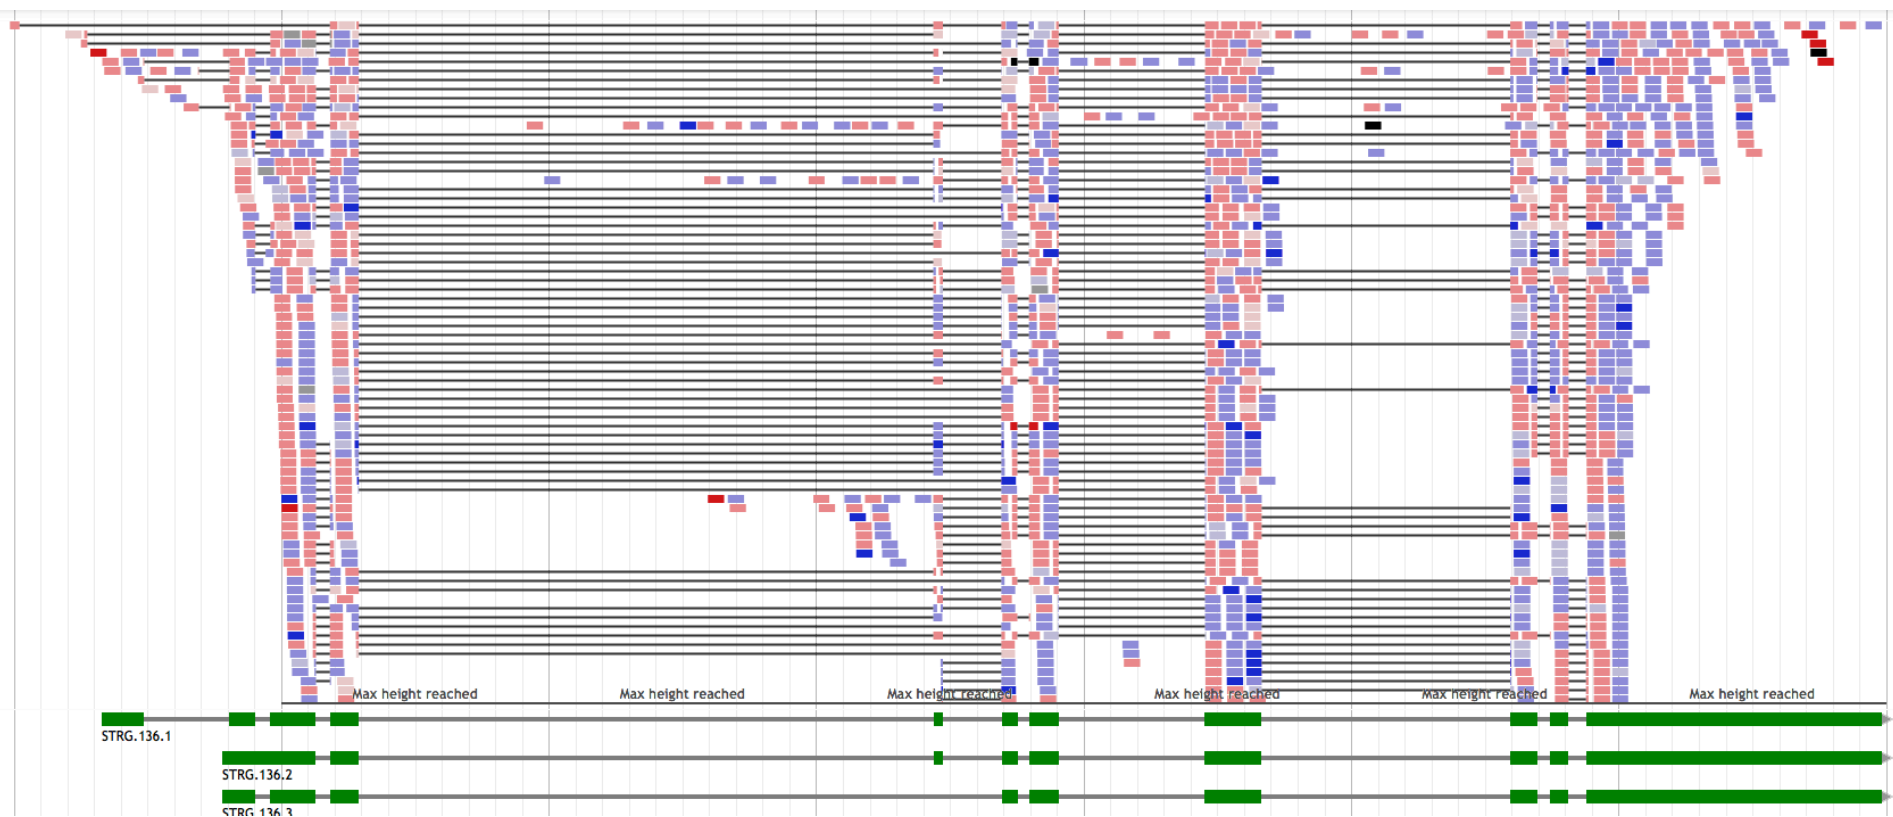 Max height reached Max height reached Max height reached Max height reached Max height reached Max height reached
STRG.136.1
STRG.136.2
STRG.136.3